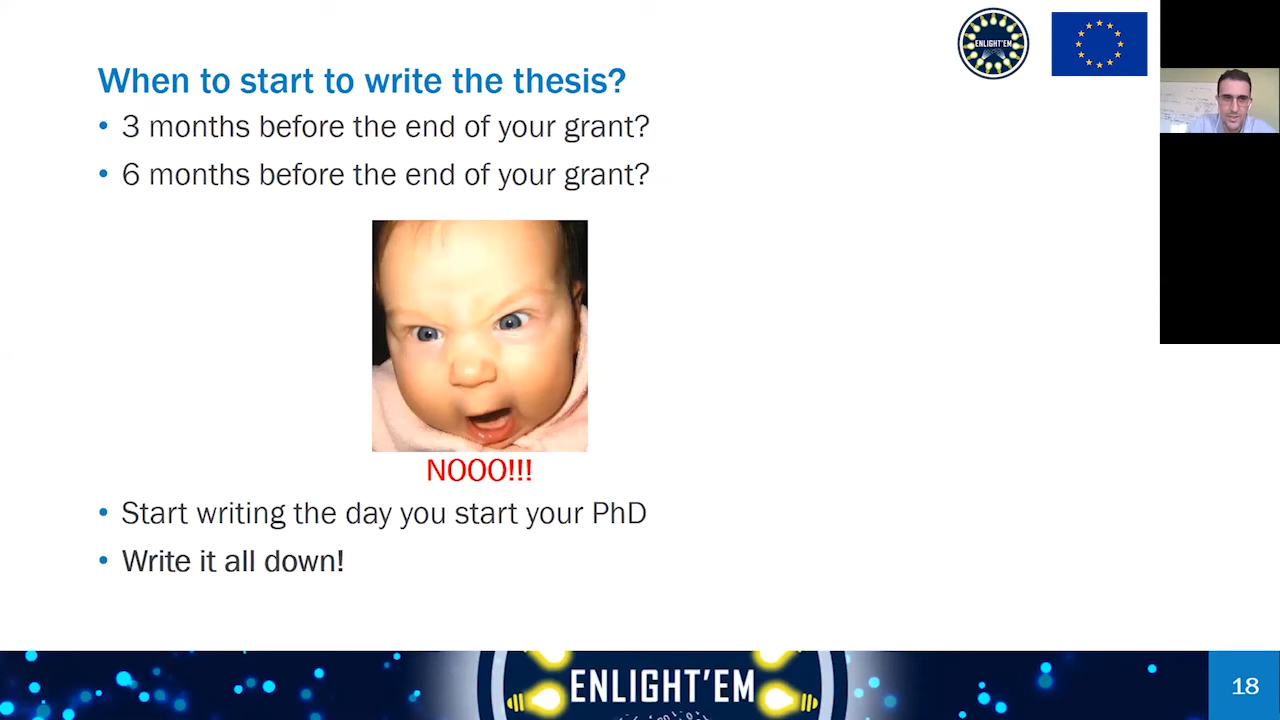 ENLIGHT'EM
When to start to write the thesis?
• 3 months before the end of your grant?
• 6 months before the end of your grant?
NOOO!!!
• Start writing the day you start your PhD
• Write it all down!
ENLIGHT'EM
18